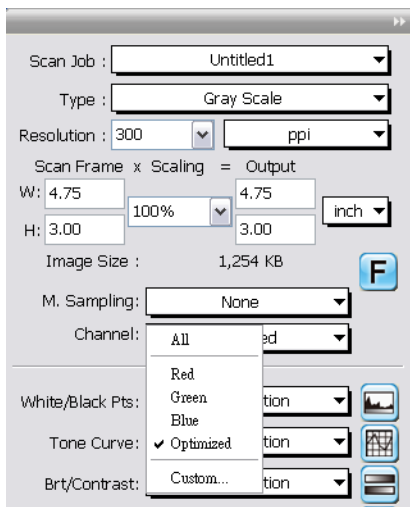 Scan Job : Untitled1
Type : Gray Scale
Resolution : 300 ppi
Scan Frame x Scaling = Output
W: 4.75 100% 4.75 inch
H: 3.00 3.00
Image Size : 1,254 KB
F
M. Sampling: None
Channel: ed
All
Red
Green
Blue
✓ Optimized
Custom...
White/Black Pts: tion
Tone Curve: tion
Brt/Contrast: tion